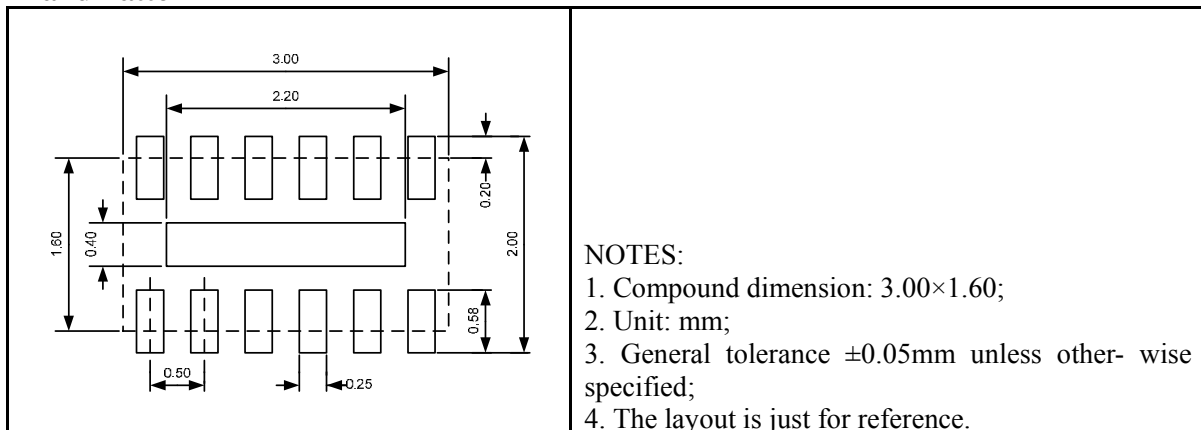 3.00
2.20
0.20
1.60
0.40
2.00
0.58
0.50
0.25
NOTES:
1. Compound dimension: 3.00×1.60;
2. Unit: mm;
3. General tolerance ±0.05mm unless other- wise
specified;
4. The layout is just for reference.